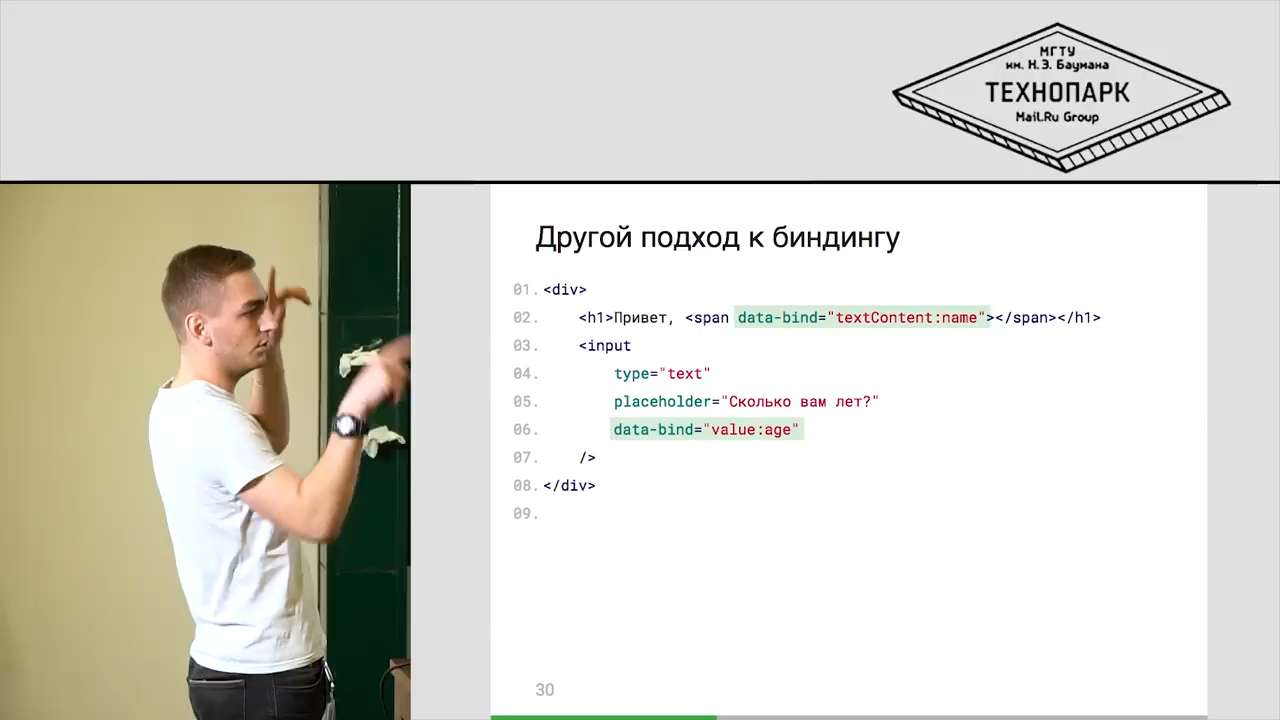 МГТУ
им. Н.Э. Баумана
ТЕХНОПАРК
Mail.Ru Group
Другой подход к биндингу
01. <div>
02. <h1>Привет, <span data-bind="textContent:name"></span></h1>
03. <input
04. type="text"
05. placeholder="Сколько вам лет?"
06. data-bind="value:age"
07. />
08. </div>
09.
30